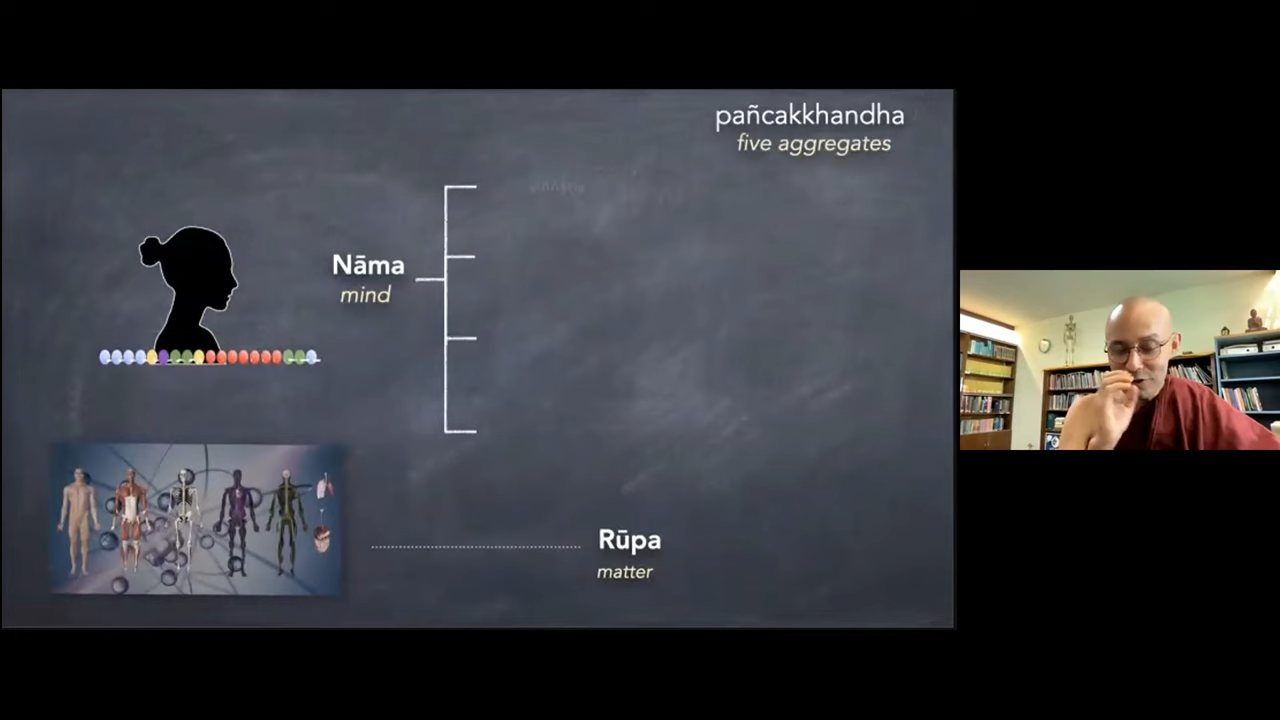 pañcakkhandha
five aggregates
Nāma
mind
Rūpa
matter